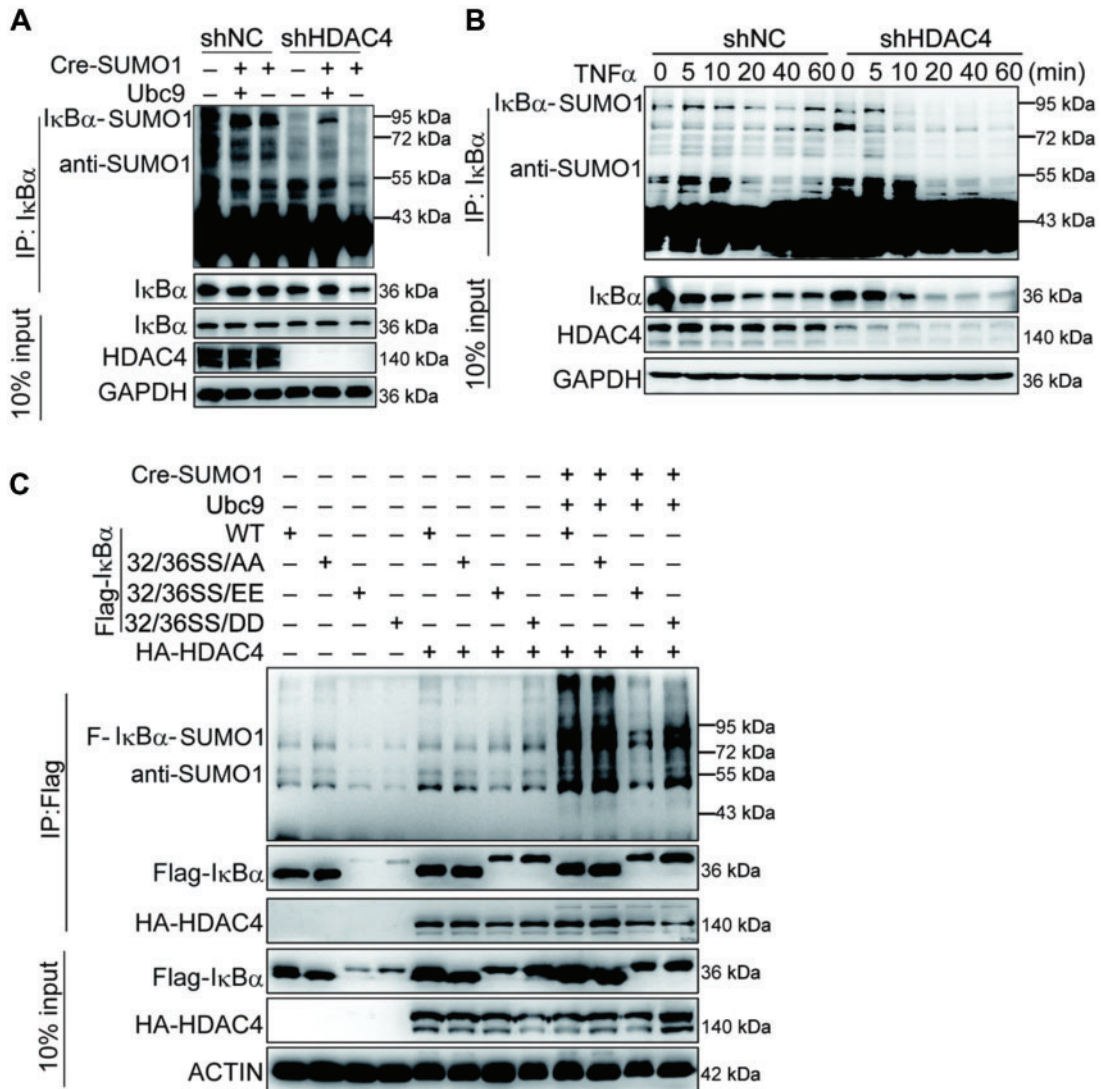 A
shNC shHDAC4
Cre-SUMO1 – + + – + +
Ubc9 – + – – + –
IP: IκBα
IκBα-SUMO1
anti-SUMO1
95 kDa
72 kDa
55 kDa
43 kDa
IκBα 36 kDa
10% input
IκBα 36 kDa
HDAC4 140 kDa
GAPDH 36 kDa
B
shNC shHDAC4
TNFα 0 5 10 20 40 60 0 5 10 20 40 60 (min)
IP: IκBα
IκBα-SUMO1
anti-SUMO1
95 kDa
72 kDa
55 kDa
43 kDa
10% input
IκBα 36 kDa
HDAC4 140 kDa
GAPDH 36 kDa
C
Cre-SUMO1 – – – – – – – – + + + +
Ubc9 – – – – – – – – + + + +
Flag-IκBα
WT + – – – + – – – + – – –
32/36SS/AA – + – – – + – – – + – –
32/36SS/EE – – + – – – + – – – + –
32/36SS/DD – – – + – – – + – – – +
HA-HDAC4 – – – – + + + + + + + +
IP:Flag
F-IκBα-SUMO1
anti-SUMO1
95 kDa
72 kDa
55 kDa
43 kDa
Flag-IκBα 36 kDa
HA-HDAC4 140 kDa
10% input
Flag-IκBα 36 kDa
HA-HDAC4 140 kDa
ACTIN 42 kDa